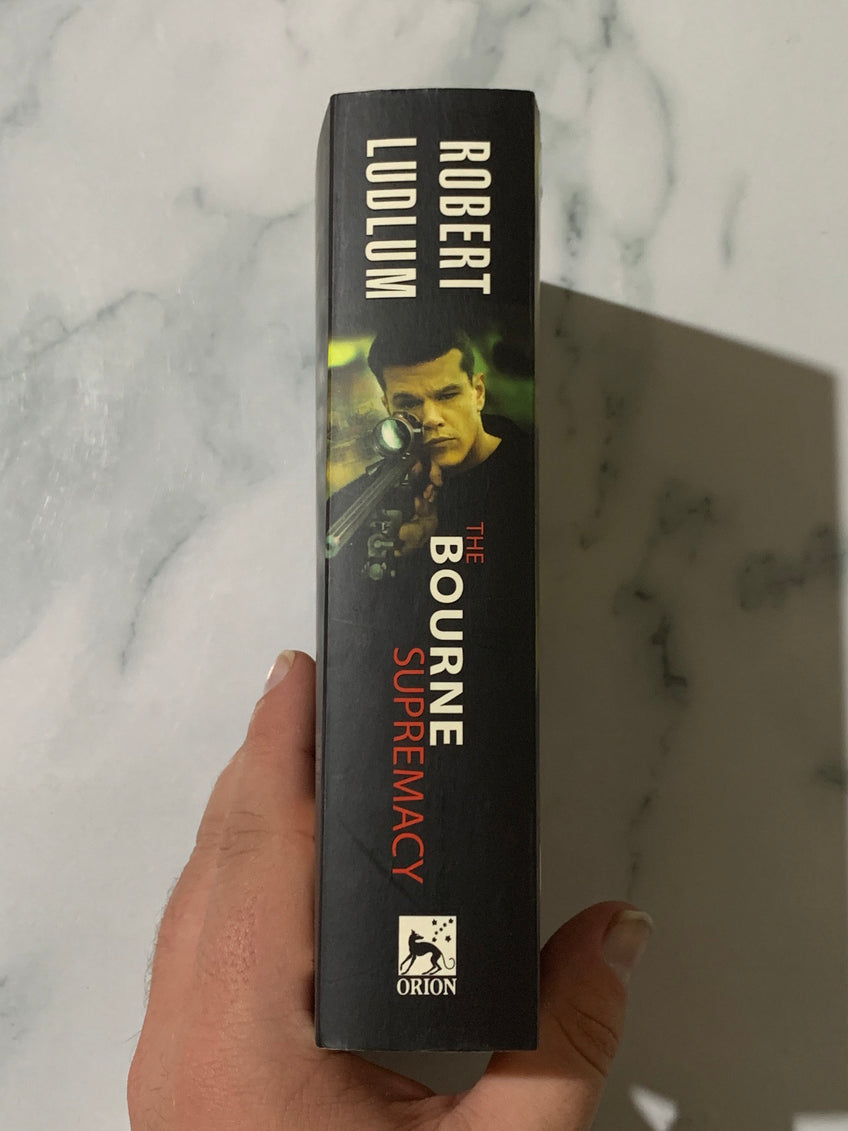 ROBERT
LUDLUM
THE
BOURNE
SUPREMACY
ORION